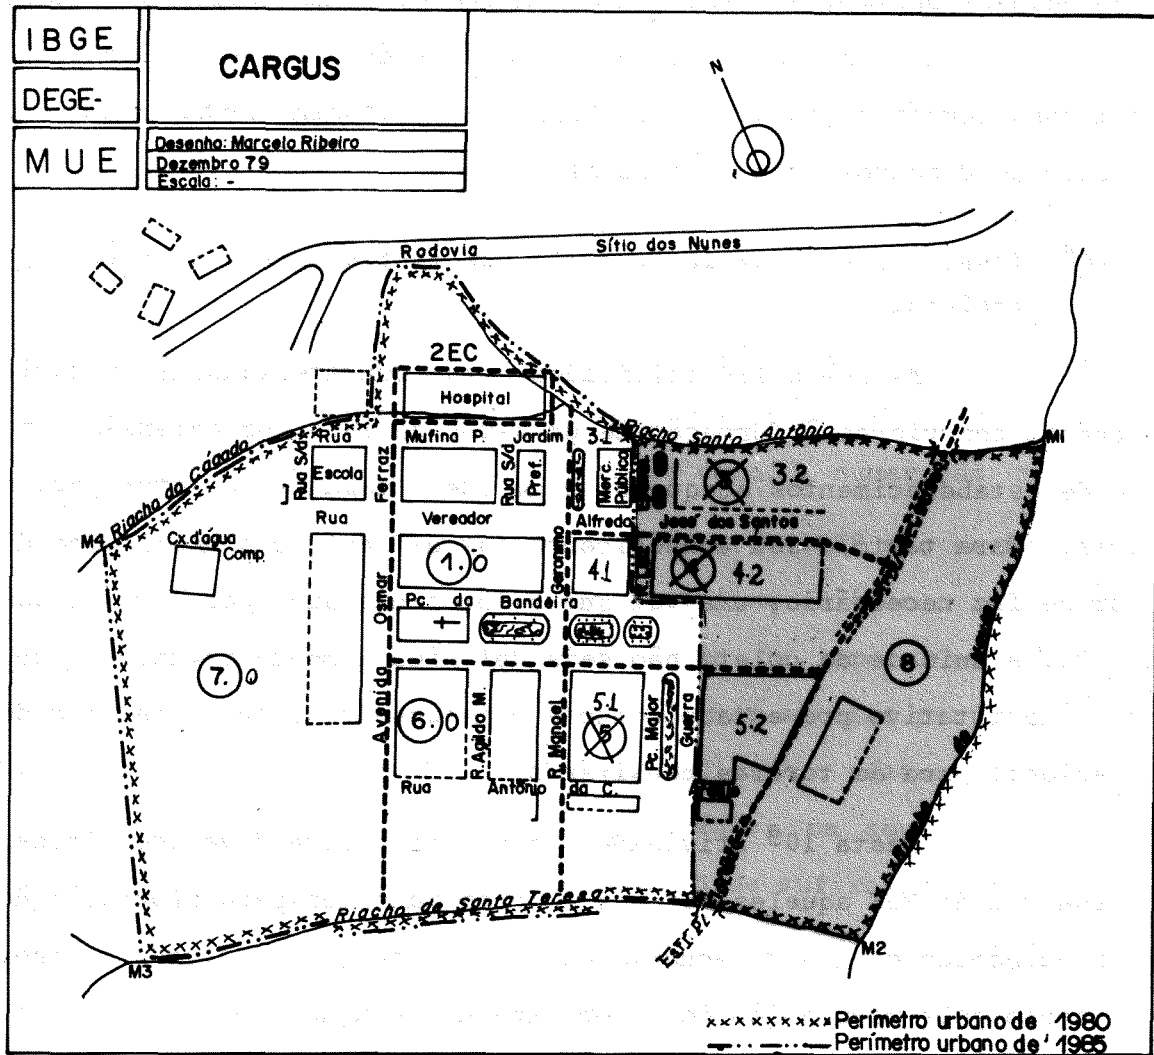 IBGE
DEGE-
MUE
CARGUS
Desenho: Marcelo Ribeiro
Dezembro 79
Escala: -
N
Rodovia
Sítio dos Nunes
2EC
Hospital
Riacho Santo Antônio
M1
Riacho do Cágado
M4
Rua
Mufina P.
Jardim
3.1
3.2
Rua S/d
Escola
Ferraz
Rua S/d
Pref.
Merc. Público
Rua
Vereador
Alfredo
José dos Santos
Cx. d'água
Comp.
1.0
Geronimo
4.1
4.2
Osmar
Pc. da Bandeira
7.0
8
Avenida
6.0
R. Agido M.
R. Manoel
5.1
5
Pc. Major
Guerra
5.2
Rua
Antônio
da C.
Riacho de Santa Teresa
Estr. P/
M2
M3
Perímetro urbano de 1980
Perímetro urbano de 1985